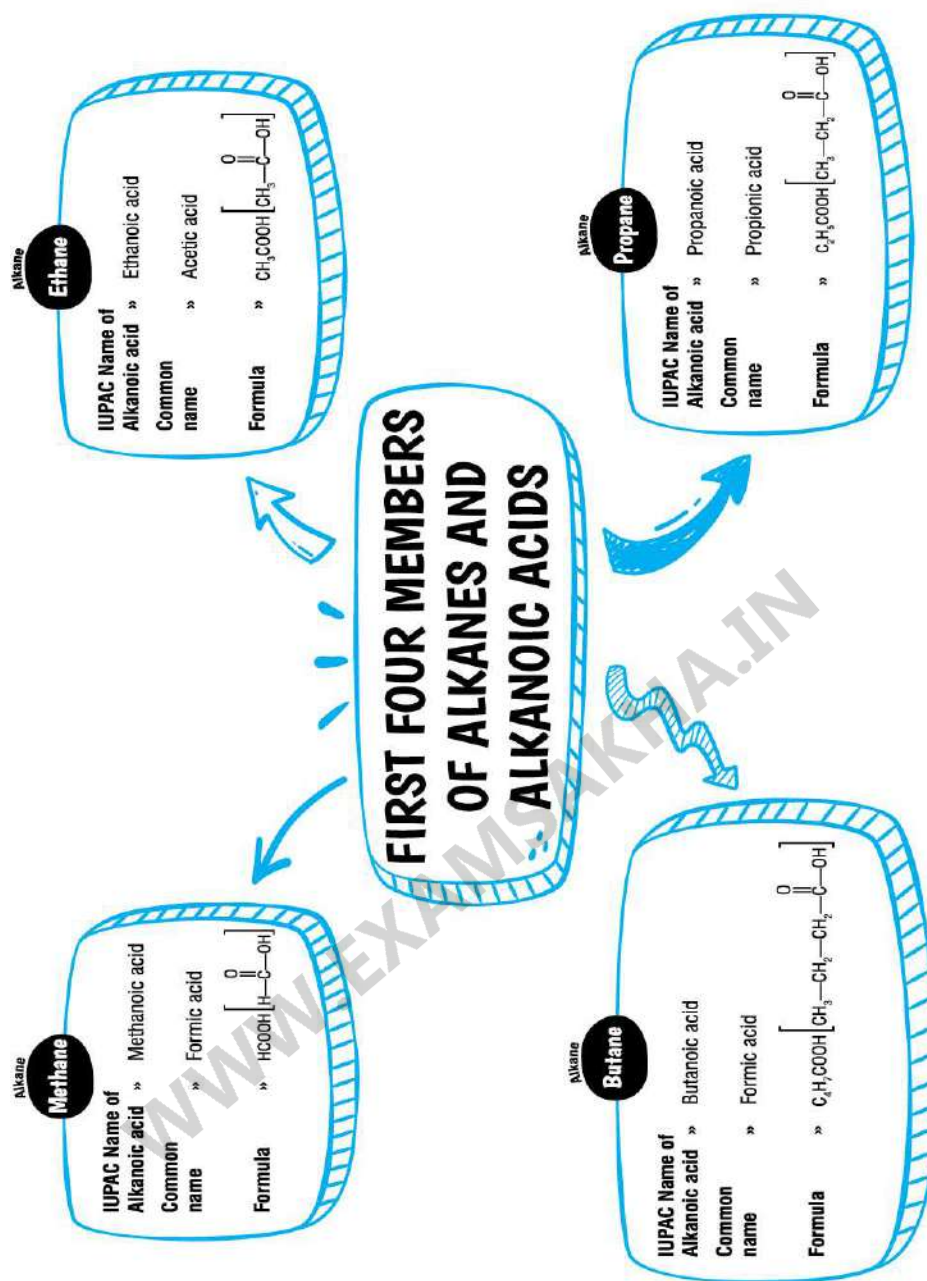 Alkane
Methane
IUPAC Name of
Alkanoic acid » Methanoic acid
Common
name » Formic acid
O
Formula » HCOOH [H—C—OH]
Alkane
Ethane
IUPAC Name of
Alkanoic acid » Ethanoic acid
Common
name » Acetic acid
O
Formula » CH₃COOH [CH₃—C—OH]
FIRST FOUR MEMBERS
OF ALKANES AND
ALKANOIC ACIDS
Alkane
Butane
IUPAC Name of
Alkanoic acid » Butanoic acid
Common
name » Formic acid
O
Formula » C₄H₇COOH [CH₃—CH₂—CH₂—C—OH]
Alkane
Propane
IUPAC Name of
Alkanoic acid » Propanoic acid
Common
name » Propionic acid
O
Formula » C₂H₅COOH [CH₃—CH₂—C—OH]
WWW.EXAMSAKHA.IN